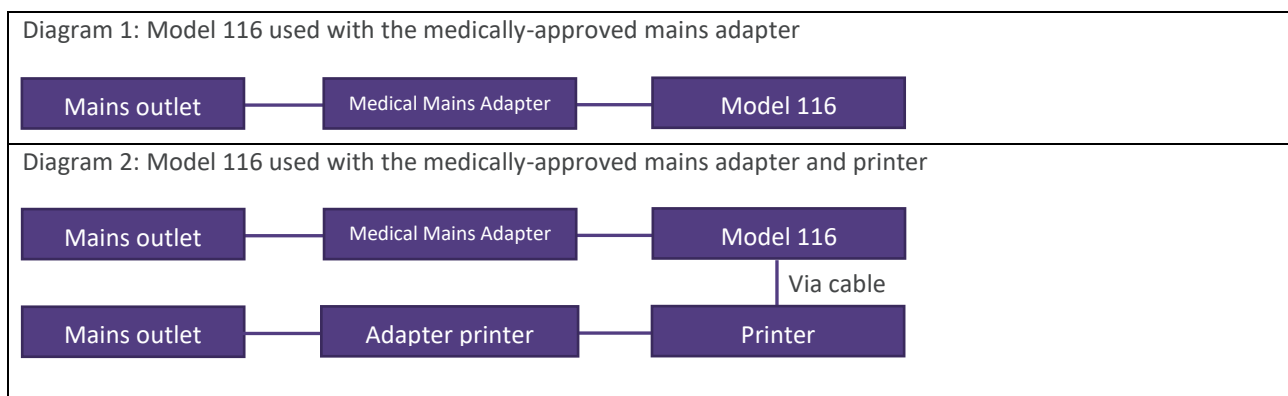 Diagram 1: Model 116 used with the medically-approved mains adapter
Mains outlet Medical Mains Adapter Model 116
Diagram 2: Model 116 used with the medically-approved mains adapter and printer
Mains outlet Medical Mains Adapter Model 116
Via cable
Mains outlet Adapter printer Printer